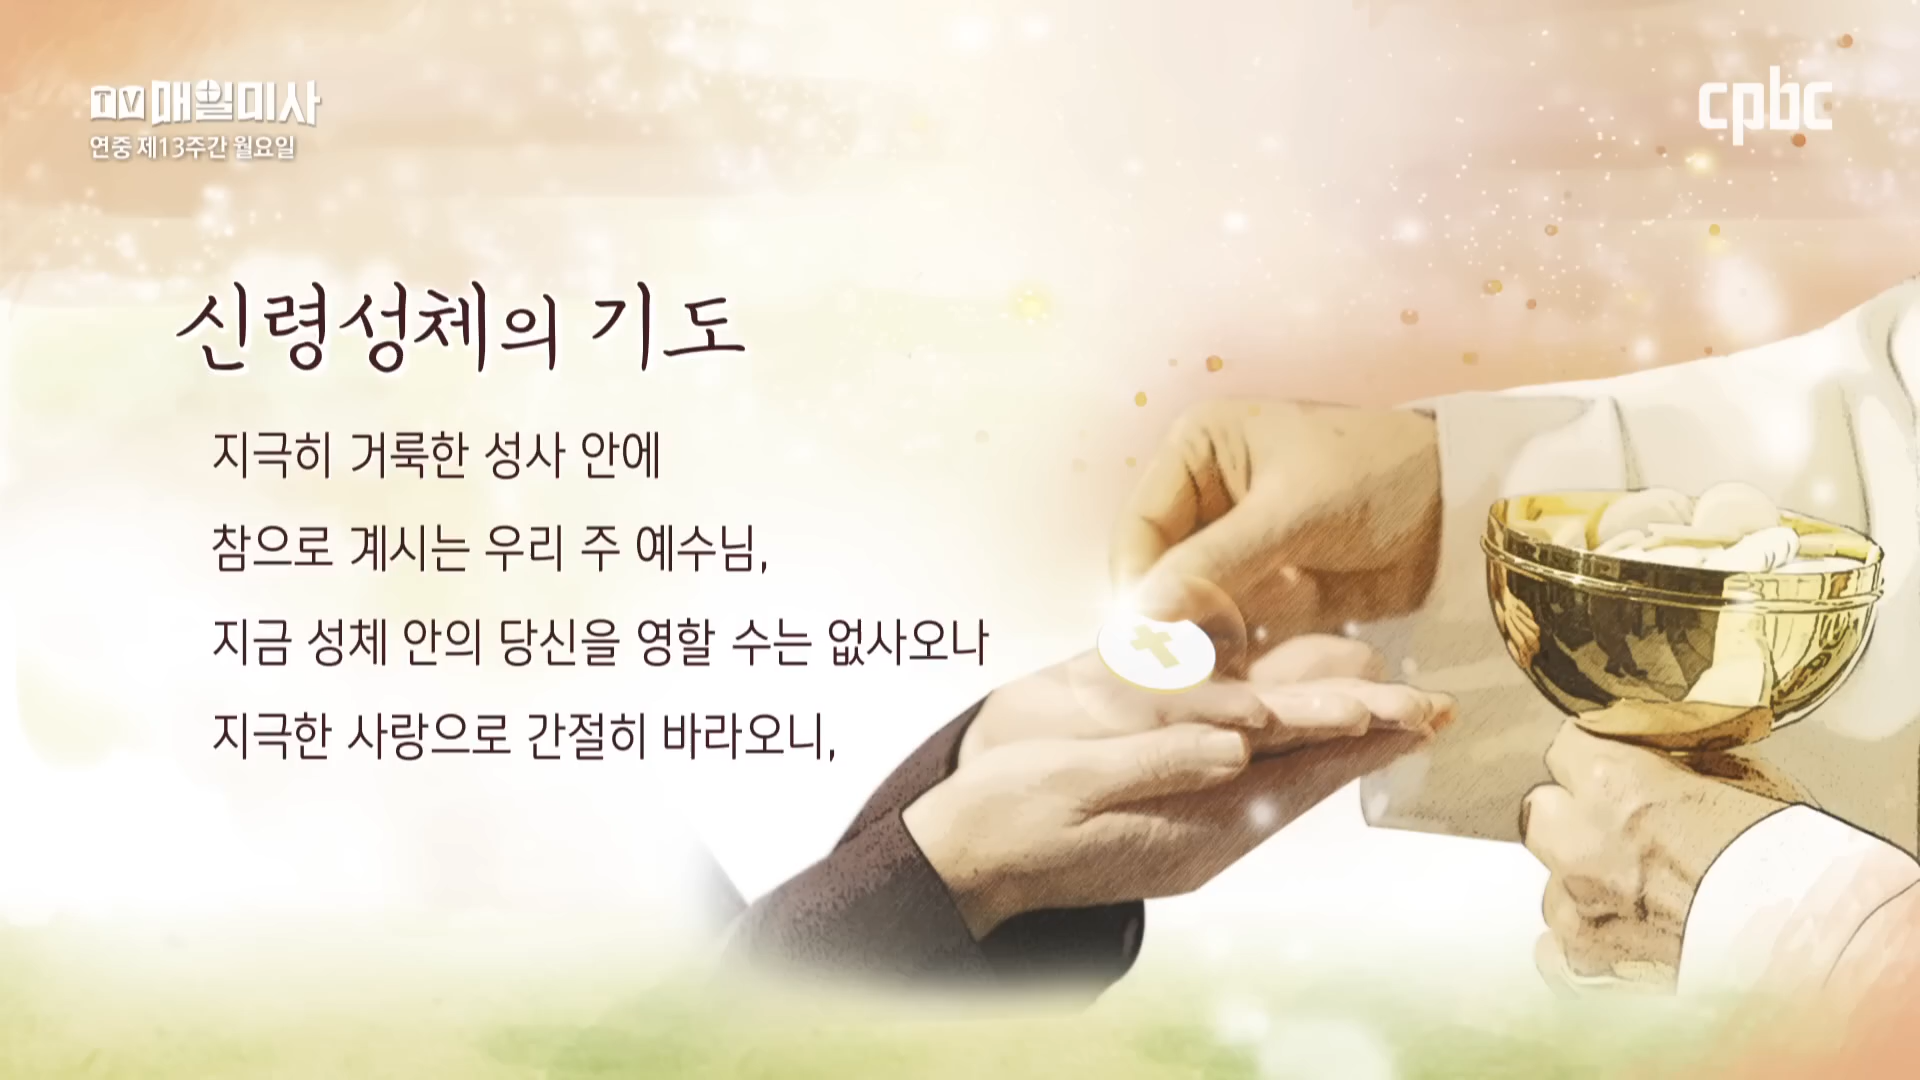 TV매일미사
연중 제13주간 월요일
cpbc
신령성체의 기도
지극히 거룩한 성사 안에
참으로 계시는 우리 주 예수님,
지금 성체 안의 당신을 영할 수는 없사오나
지극한 사랑으로 간절히 바라오니,